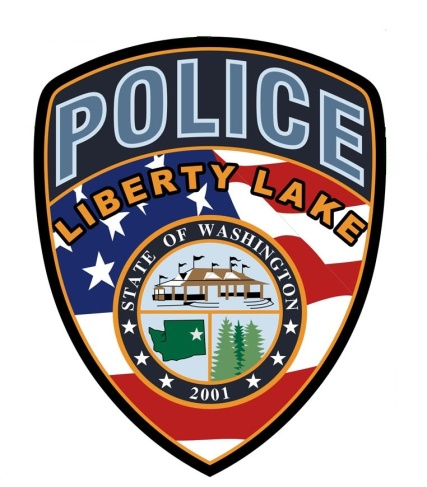 POLICE
LIBERTY LAKE
STATE OF WASHINGTON
2001